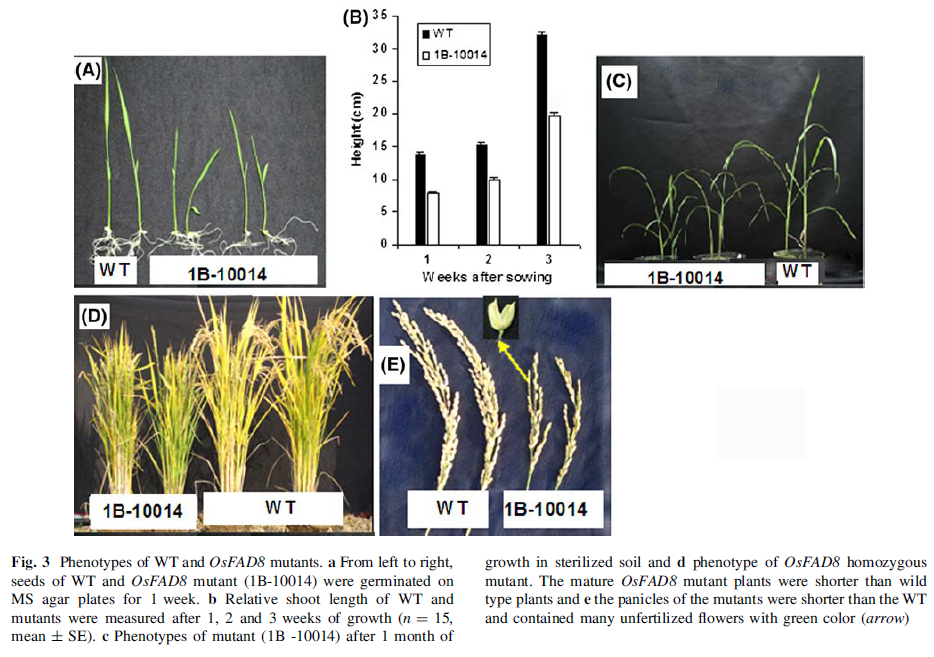 (A)
WT
1B-10014
(B)
35
30
25
20
15
10
5
0
Height (cm)
WT
1B-10014
1
2
3
Weeks after sowing
(C)
1B-10014
WT
(D)
1B-10014
WT
(E)
WT
1B-10014
Fig. 3 Phenotypes of WT and OsFAD8 mutants. a From left to right,
seeds of WT and OsFAD8 mutant (1B-10014) were germinated on
MS agar plates for 1 week. b Relative shoot length of WT and
mutants were measured after 1, 2 and 3 weeks of growth (n = 15,
mean ± SE). c Phenotypes of mutant (1B -10014) after 1 month of
growth in sterilized soil and d phenotype of OsFAD8 homozygous
mutant. The mature OsFAD8 mutant plants were shorter than wild
type plants and e the panicles of the mutants were shorter than the WT
and contained many unfertilized flowers with green color (arrow)